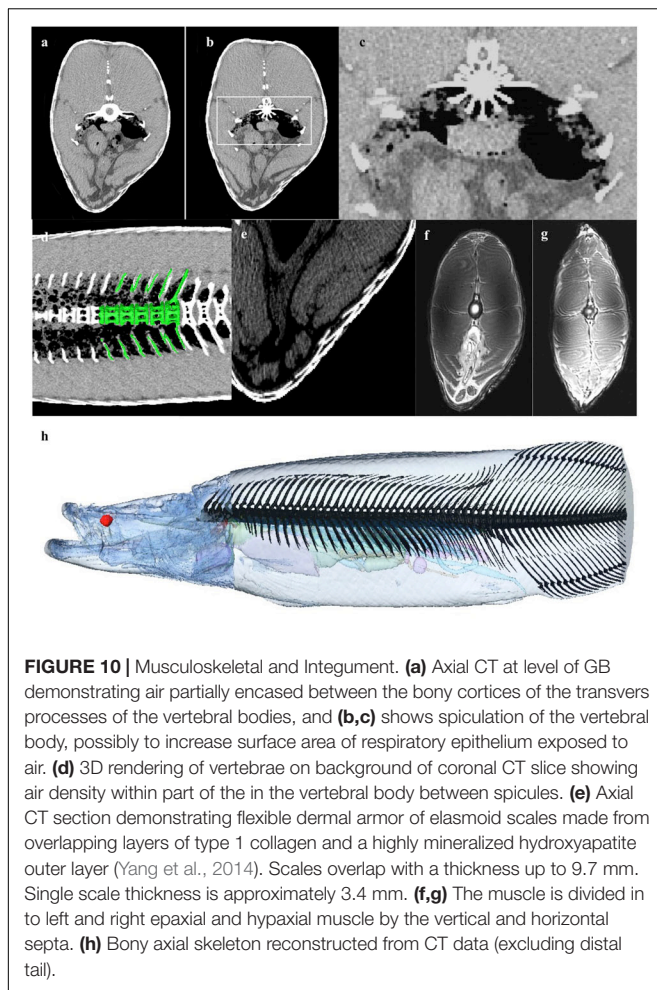 a
b
c
d
e
f
g
h
FIGURE 10 | Musculoskeletal and Integument. (a) Axial CT at level of GB
demonstrating air partially encased between the bony cortices of the transvers
processes of the vertebral bodies, and (b,c) shows spiculation of the vertebral
body, possibly to increase surface area of respiratory epithelium exposed to
air. (d) 3D rendering of vertebrae on background of coronal CT slice showing
air density within part of the in the vertebral body between spicules. (e) Axial
CT section demonstrating flexible dermal armor of elasmoid scales made from
overlapping layers of type 1 collagen and a highly mineralized hydroxyapatite
outer layer (Yang et al., 2014). Scales overlap with a thickness up to 9.7 mm.
Single scale thickness is approximately 3.4 mm. (f,g) The muscle is divided in
to left and right epaxial and hypaxial muscle by the vertical and horizontal
septa. (h) Bony axial skeleton reconstructed from CT data (excluding distal
tail).